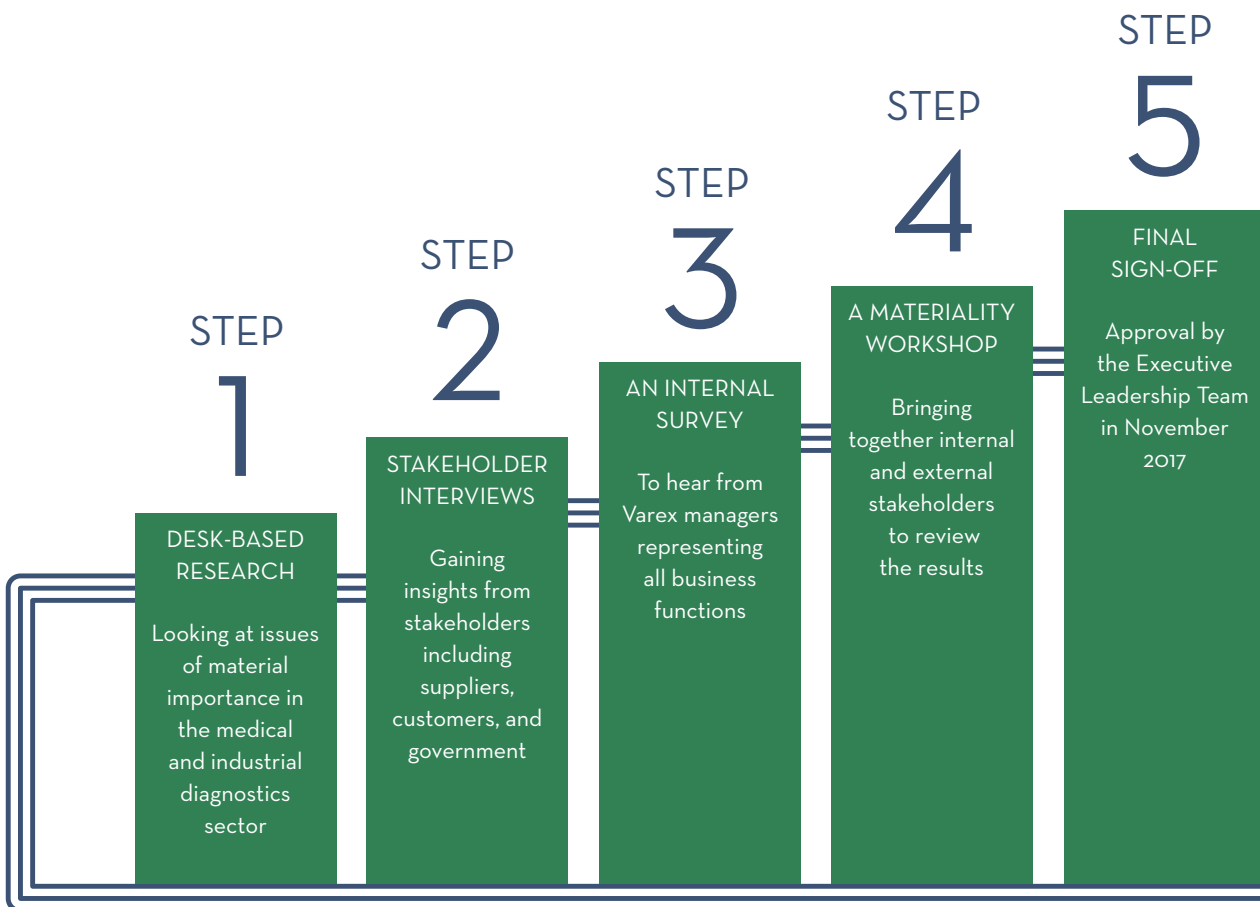 STEP
1
DESK-BASED
RESEARCH
Looking at issues
of material
importance in
the medical
and industrial
diagnostics
sector
STEP
2
STAKEHOLDER
INTERVIEWS
Gaining
insights from
stakeholders
including
suppliers,
customers, and
government
STEP
3
AN INTERNAL
SURVEY
To hear from
Varex managers
representing
all business
functions
STEP
4
A MATERIALITY
WORKSHOP
Bringing
together internal
and external
stakeholders
to review
the results
STEP
5
FINAL
SIGN-OFF
Approval by
the Executive
Leadership Team
in November
2017